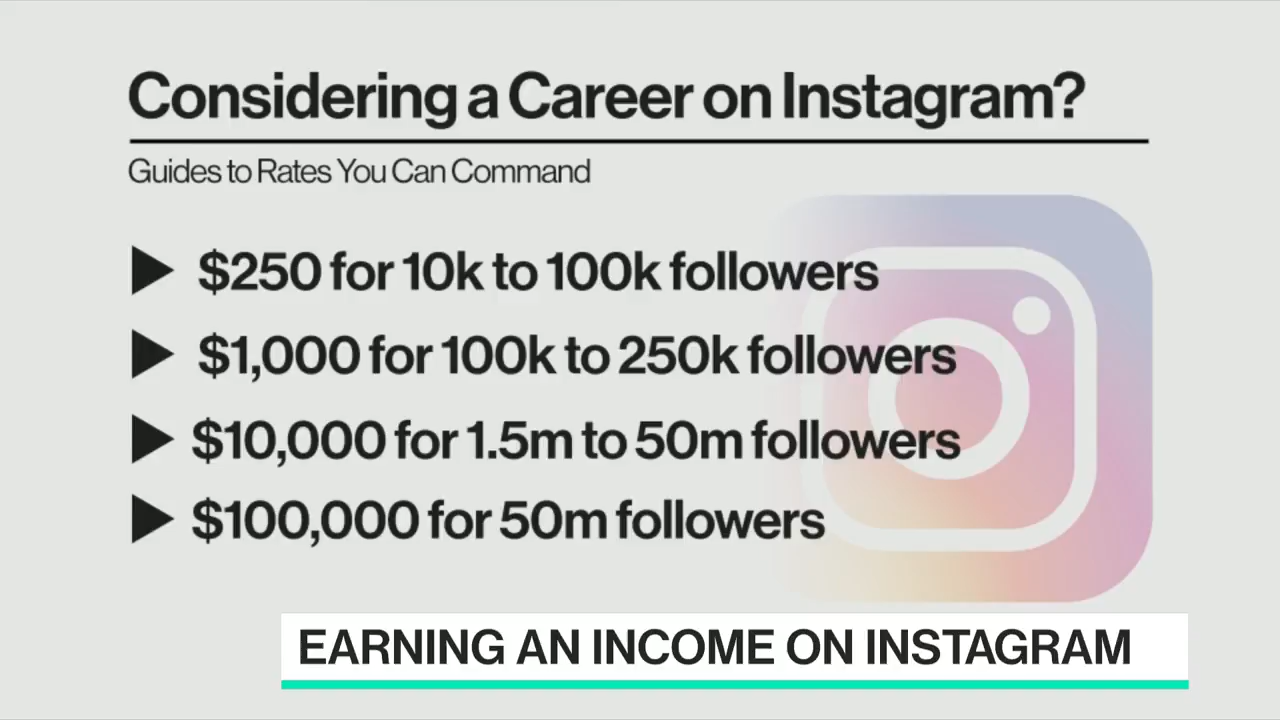 Considering a Career on Instagram?
Guides to Rates You Can Command
$250 for 10k to 100k followers
$1,000 for 100k to 250k followers
$10,000 for 1.5m to 50m followers
$100,000 for 50m followers
EARNING AN INCOME ON INSTAGRAM